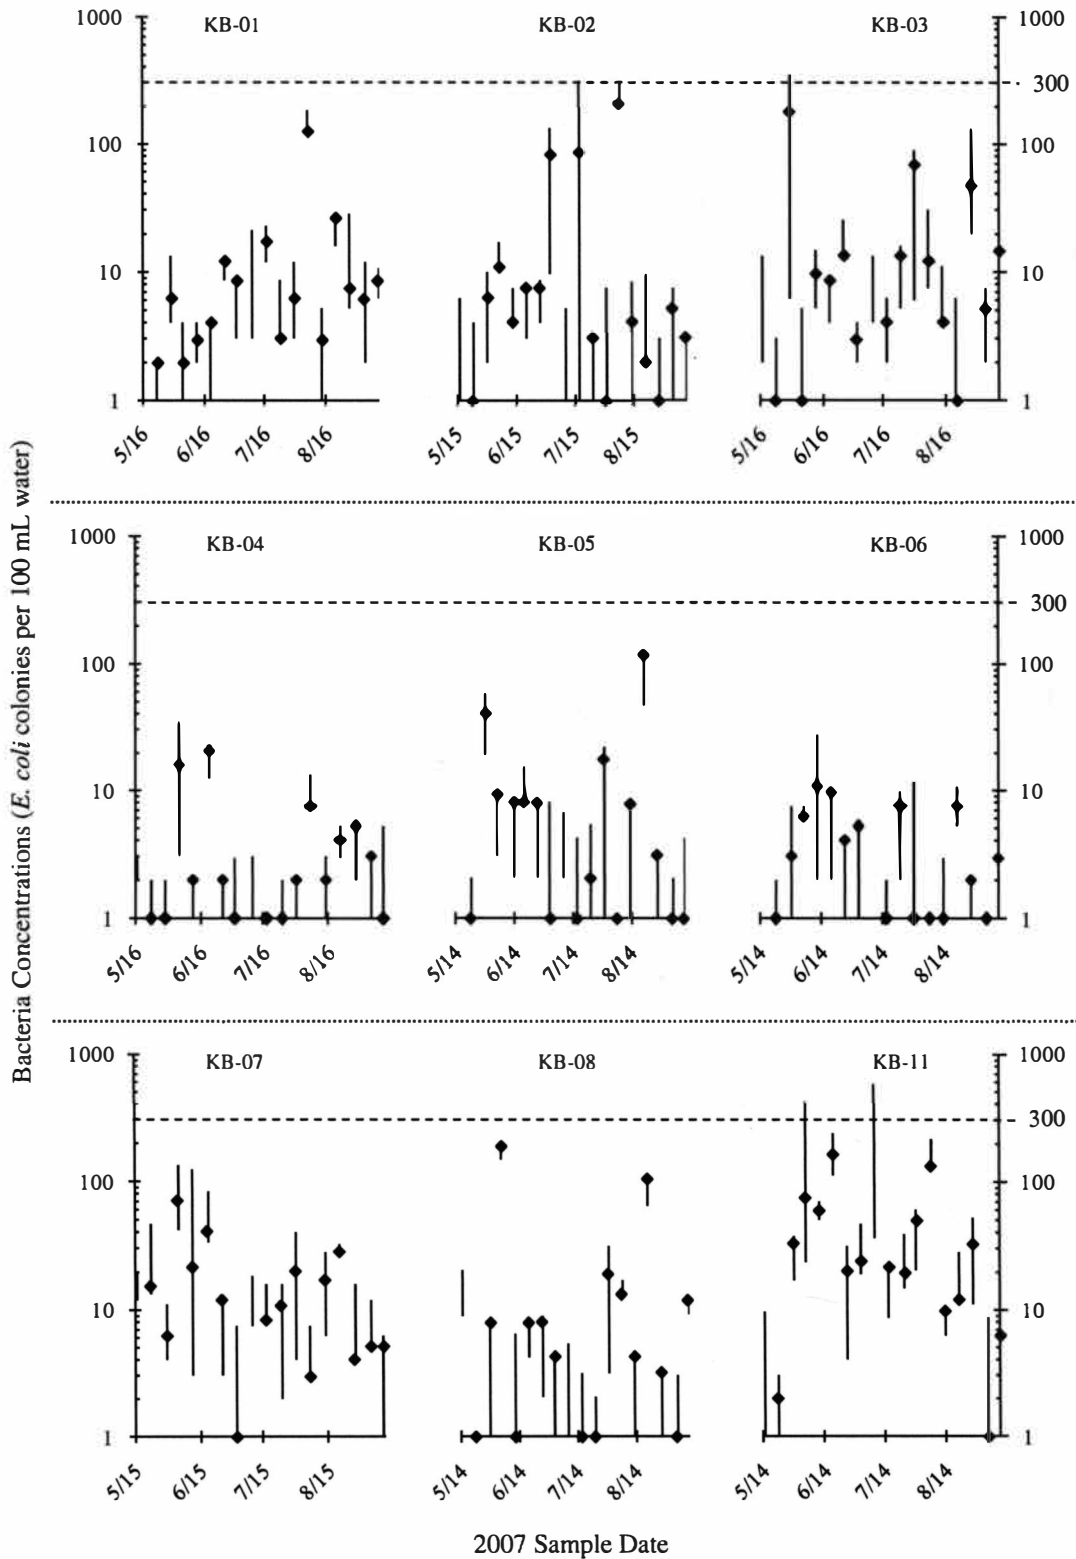 KB-01 KB-02 KB-03
1000 1000
300
100 100
10 10
1 1
5/16 6/16 7/16 8/16 5/15 6/15 7/15 8/15 5/16 6/16 7/16 8/16
KB-04 KB-05 KB-06
1000 1000
300
100 100
10 10
1 1
5/16 6/16 7/16 8/16 5/14 6/14 7/14 8/14 5/14 6/14 7/14 8/14
KB-07 KB-08 KB-11
1000 1000
300
100 100
10 10
1 1
5/15 6/15 7/15 8/15 5/14 6/14 7/14 8/14 5/14 6/14 7/14 8/14
Bacteria Concentrations (E. coli colonies per 100 mL water)
2007 Sample Date